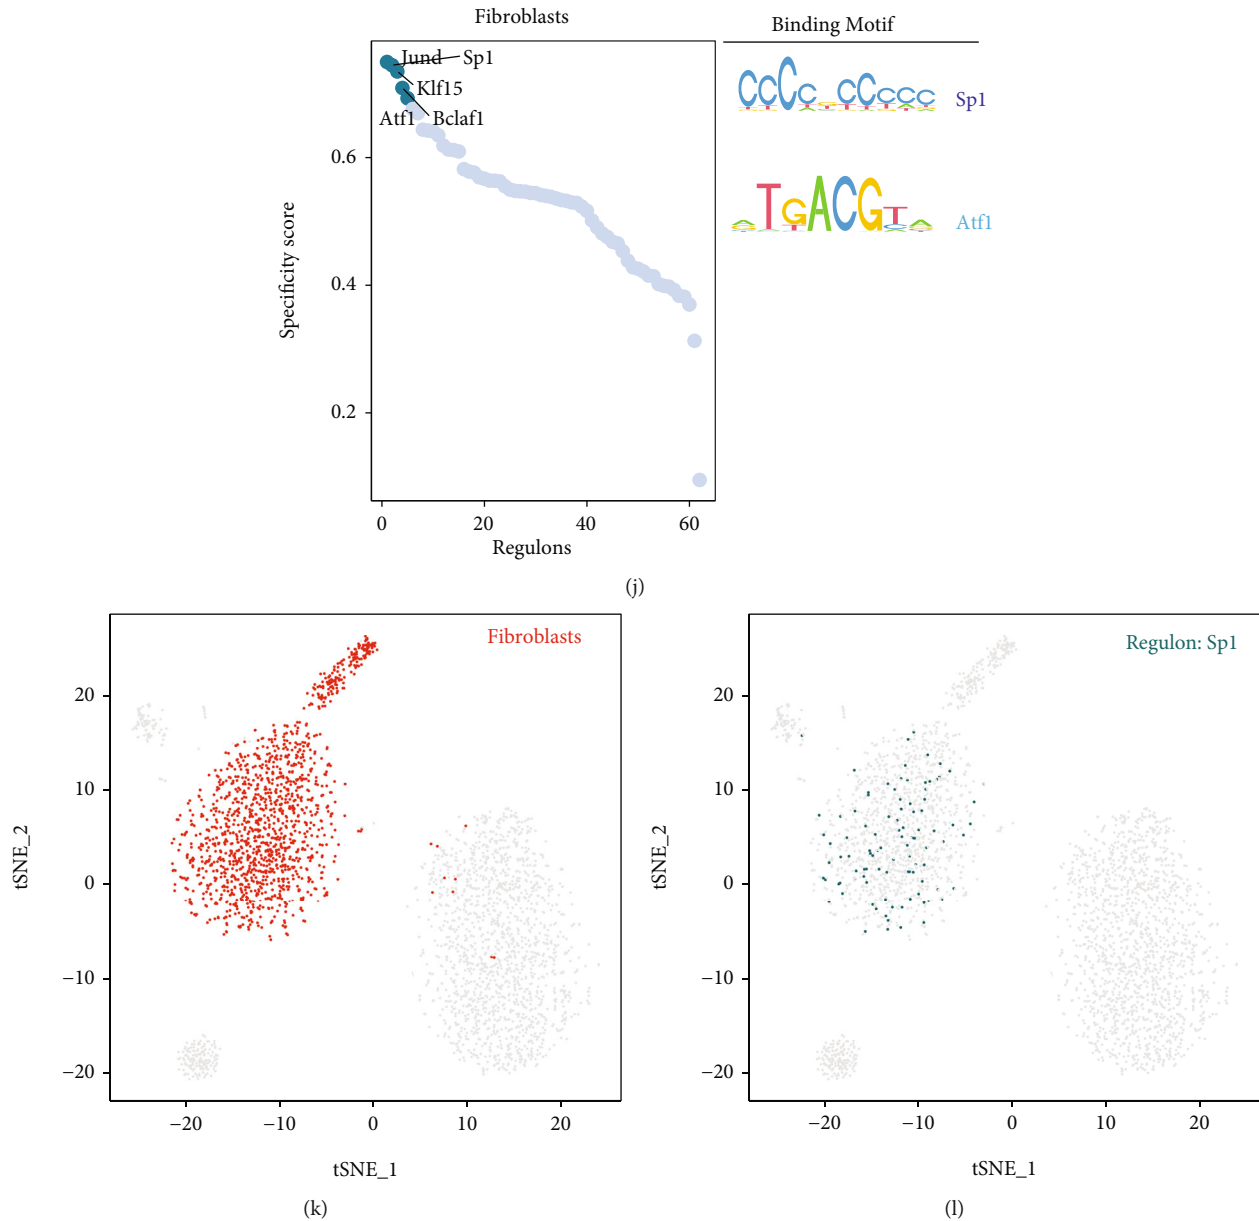 Fibroblasts
Binding Motif
Jund
Sp1
Klf15
Atf1
Bclaf1
0.6
0.4
0.2
Specificity score
0
20
40
60
Regulons
Sp1
TGACGT
Atf1
(j)
Fibroblasts
20
10
0
−10
−20
tSNE_2
−20
−10
0
10
20
tSNE_1
(k)
Regulon: Sp1
20
10
0
−10
−20
tSNE_2
−20
−10
0
10
20
tSNE_1
(l)